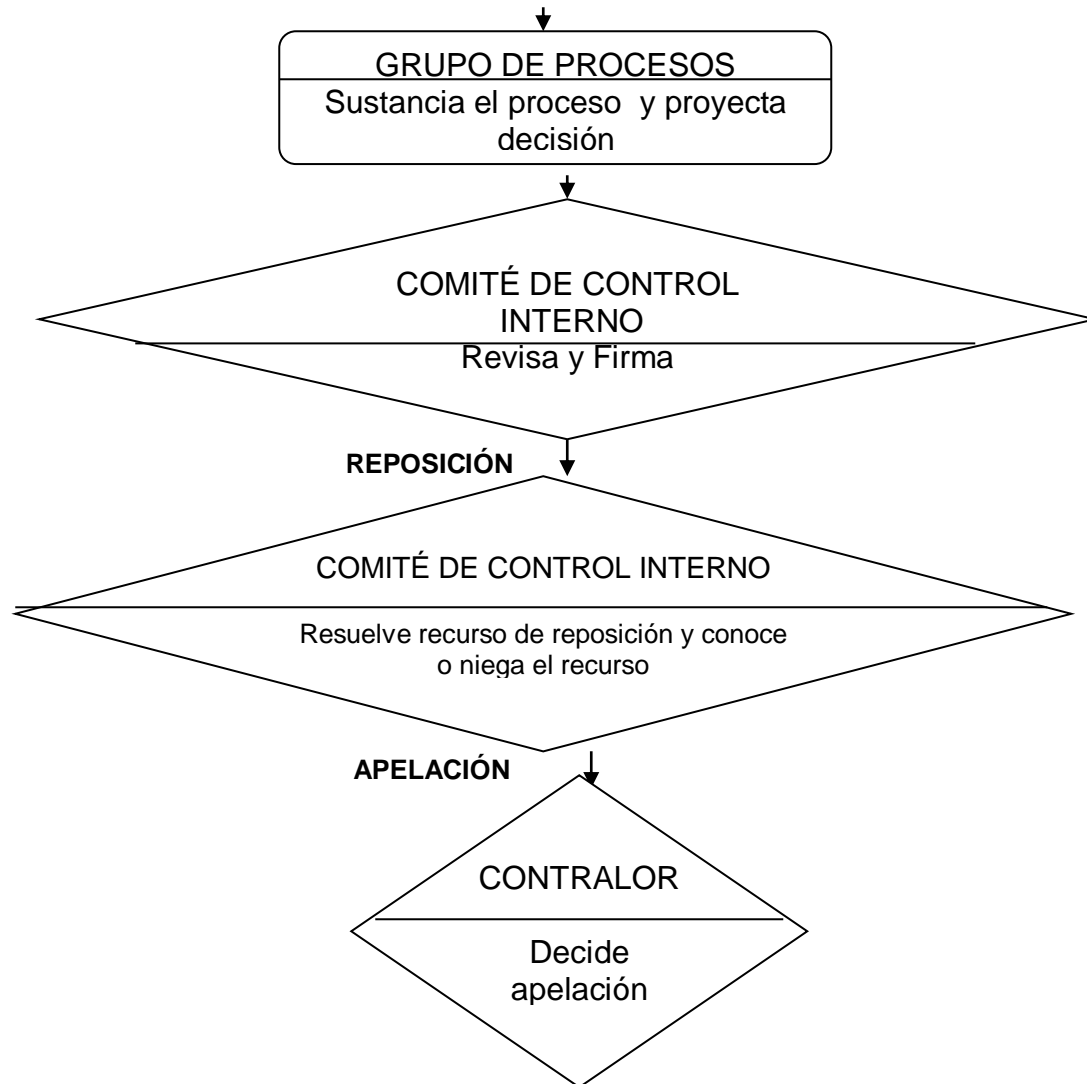 GRUPO DE PROCESOS
Sustancia el proceso  y proyecta
decisión
COMITÉ DE CONTROL
INTERNO
Revisa y Firma
REPOSICIÓN
COMITÉ DE CONTROL INTERNO
Resuelve recurso de reposición y conoce
o niega el recurso
APELACIÓN
CONTRALOR
Decide
apelación